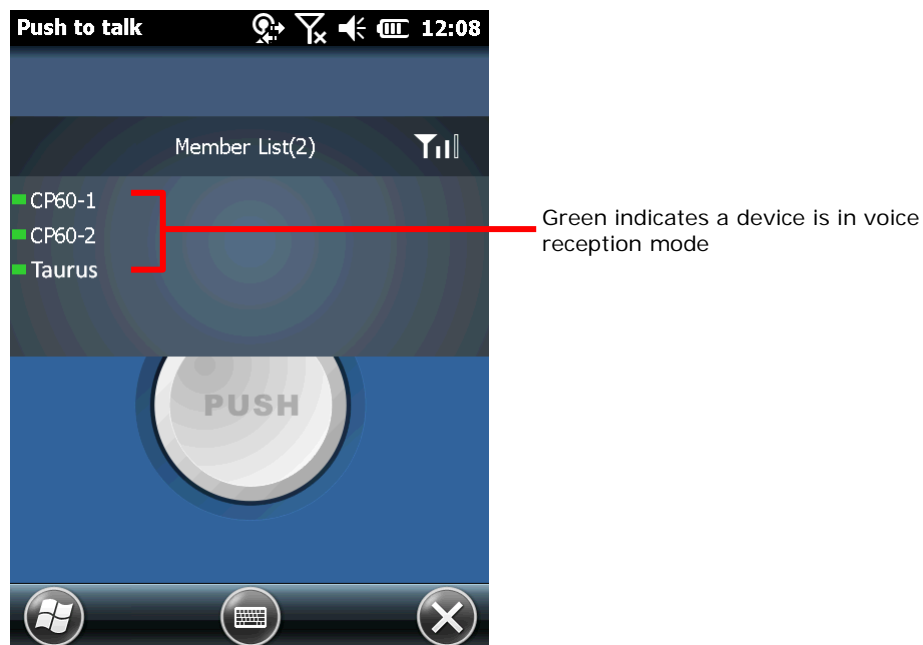 Push to talk 12:08
Member List(2)
CP60-1
CP60-2
Taurus
Green indicates a device is in voice
reception mode
PUSH